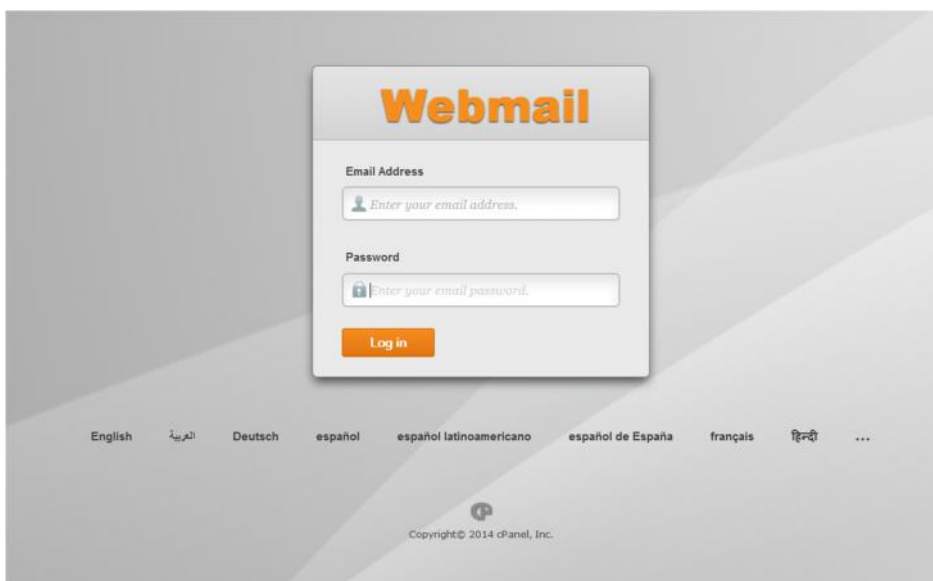 Webmail
Email Address
Enter your email address.
Password
Enter your email password.
Log in
English العربية Deutsch español español latinoamericano español de España français हिन्दी ...
Copyright© 2014 cPanel, Inc.